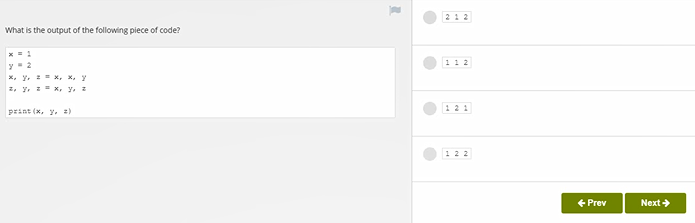 What is the output of the following piece of code?
x = 1
y = 2
x, y, z = x, x, y
z, y, z = x, y, z
print(x, y, z)
2 1 2
1 1 2
1 2 1
1 2 2
← Prev
Next →